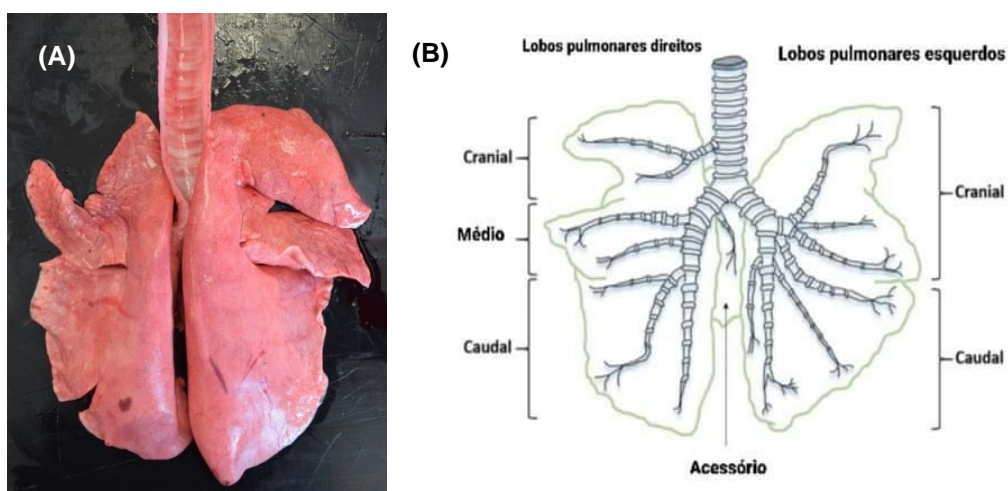 (A)
(B)
Lobos pulmonares direitos
Lobos pulmonares esquerdos
Cranial
Médio
Caudal
Cranial
Caudal
Acessório